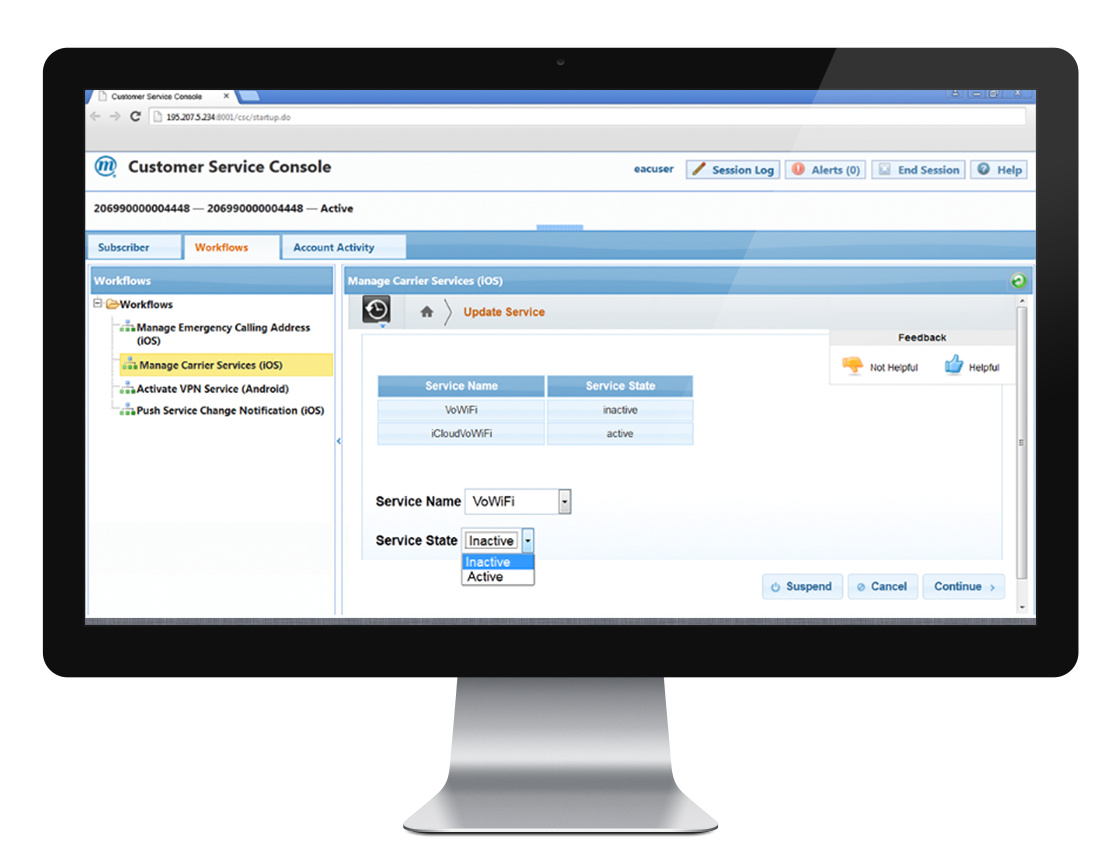 Customer Service Console
195.207.5.234:8001/csc/startup.do
m Customer Service Console
eacuser Session Log Alerts (0) End Session Help
206990000004448 — 206990000004448 — Active
Subscriber Workflows Account Activity
Workflows
Workflows
Manage Emergency Calling Address
(iOS)
Manage Carrier Services (iOS)
Activate VPN Service (Android)
Push Service Change Notification (iOS)
Manage Carrier Services (iOS)
Update Service
Feedback
Not Helpful Helpful
Service Name Service State
VoWiFi inactive
iCloudVoWiFi active
Service Name VoWiFi
Service State Inactive
Inactive
Active
Suspend Cancel Continue